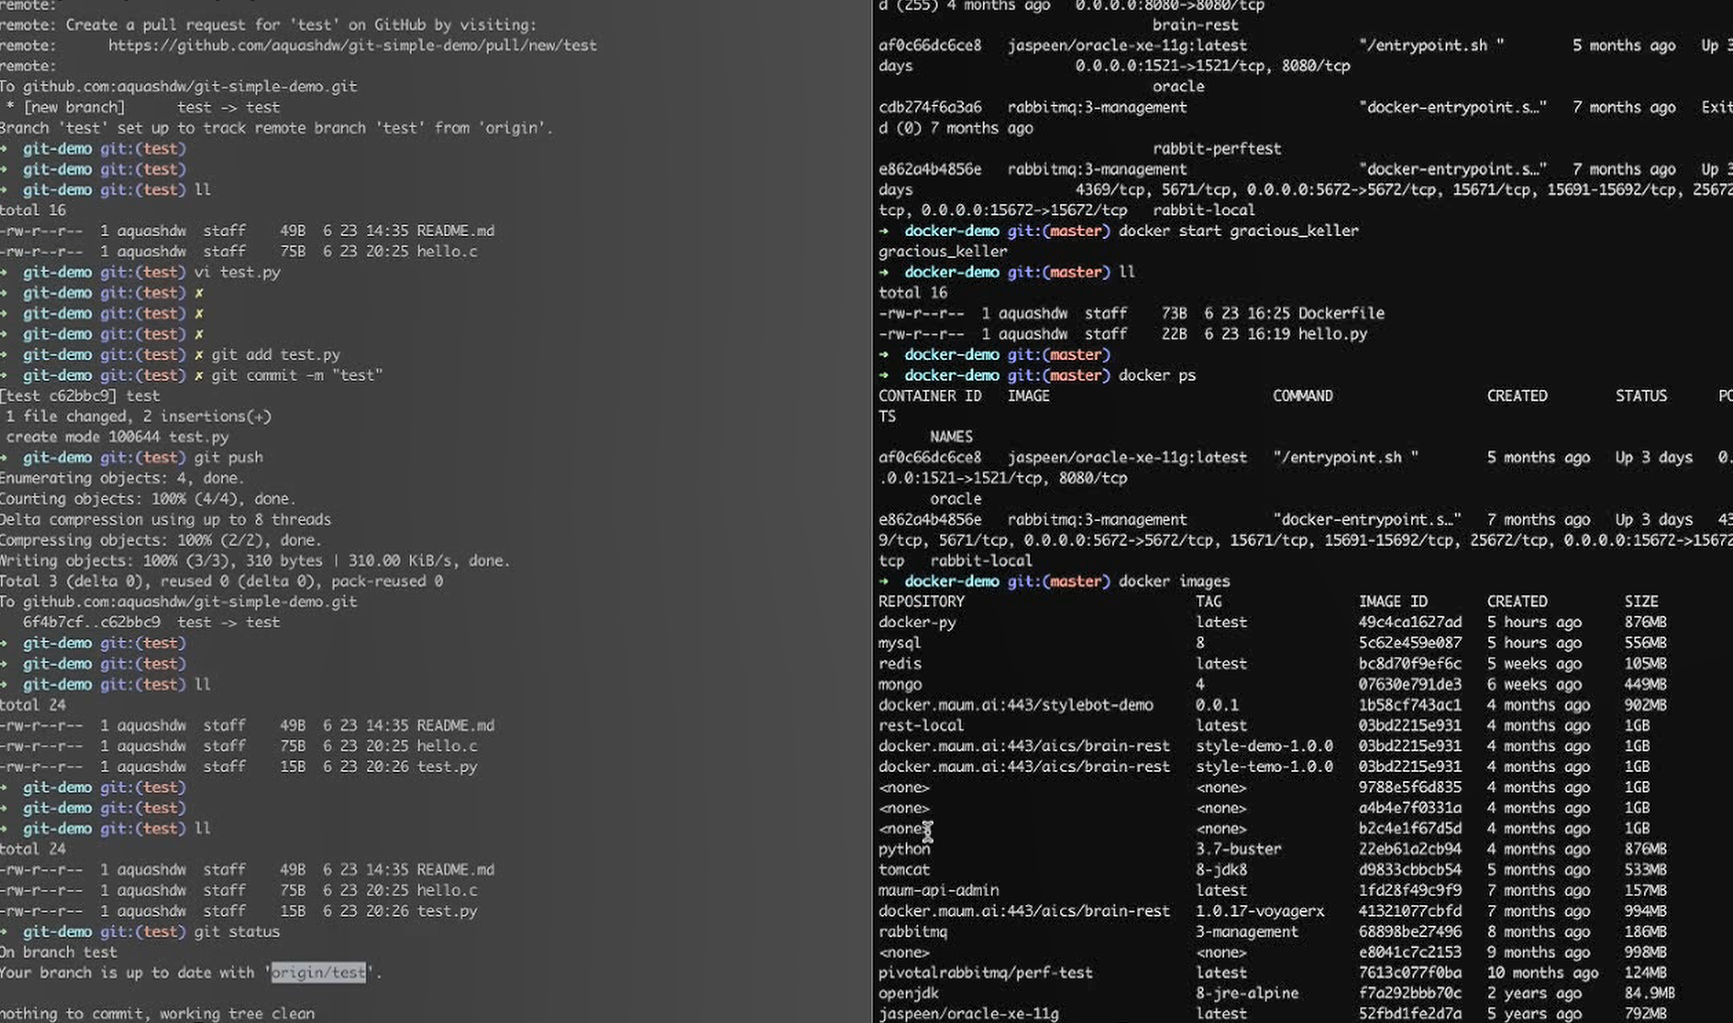 remote:
remote: Create a pull request for 'test' on GitHub by visiting:
remote:      https://github.com/aquashdw/git-simple-demo/pull/new/test
remote:
To github.com:aquashdw/git-simple-demo.git
 * [new branch]      test -> test
Branch 'test' set up to track remote branch 'test' from 'origin'.
➜  git-demo git:(test)
➜  git-demo git:(test)
➜  git-demo git:(test) ll
total 16
-rw-r--r--  1 aquashdw  staff    49B  6 23 14:35 README.md
-rw-r--r--  1 aquashdw  staff    75B  6 23 20:25 hello.c
➜  git-demo git:(test) vi test.py
➜  git-demo git:(test) ✗
➜  git-demo git:(test) ✗
➜  git-demo git:(test) ✗
➜  git-demo git:(test) ✗ git add test.py
➜  git-demo git:(test) ✗ git commit -m "test"
[test c62bbc9] test
 1 file changed, 2 insertions(+)
 create mode 100644 test.py
➜  git-demo git:(test) git push
Enumerating objects: 4, done.
Counting objects: 100% (4/4), done.
Delta compression using up to 8 threads
Compressing objects: 100% (2/2), done.
Writing objects: 100% (3/3), 310 bytes | 310.00 KiB/s, done.
Total 3 (delta 0), reused 0 (delta 0), pack-reused 0
To github.com:aquashdw/git-simple-demo.git
   6f4b7cf..c62bbc9  test -> test
➜  git-demo git:(test)
➜  git-demo git:(test)
➜  git-demo git:(test) ll
total 24
-rw-r--r--  1 aquashdw  staff    49B  6 23 14:35 README.md
-rw-r--r--  1 aquashdw  staff    75B  6 23 20:25 hello.c
-rw-r--r--  1 aquashdw  staff    15B  6 23 20:26 test.py
➜  git-demo git:(test)
➜  git-demo git:(test)
➜  git-demo git:(test) ll
total 24
-rw-r--r--  1 aquashdw  staff    49B  6 23 14:35 README.md
-rw-r--r--  1 aquashdw  staff    75B  6 23 20:25 hello.c
-rw-r--r--  1 aquashdw  staff    15B  6 23 20:26 test.py
➜  git-demo git:(test) git status
On branch test
Your branch is up to date with 'origin/test'.
nothing to commit, working tree clean
d (255) 4 months ago   0.0.0.0:8080->8080/tcp
brain-rest
af0c66dc6ce8   jaspeen/oracle-xe-11g:latest   "/entrypoint.sh "   5 months ago   Up 3
days   0.0.0.0:1521->1521/tcp, 8080/tcp
oracle
cdb274f6a3a6   rabbitmq:3-management   "docker-entrypoint.s…"   7 months ago   Exit
d (0) 7 months ago
rabbit-perftest
e862a4b4856e   rabbitmq:3-management   "docker-entrypoint.s…"   7 months ago   Up 3
days   4369/tcp, 5671/tcp, 0.0.0.0:5672->5672/tcp, 15671/tcp, 15691-15692/tcp, 25672
tcp, 0.0.0.0:15672->15672/tcp   rabbit-local
➜  docker-demo git:(master) docker start gracious_keller
gracious_keller
➜  docker-demo git:(master) ll
total 16
-rw-r--r--  1 aquashdw  staff    73B  6 23 16:25 Dockerfile
-rw-r--r--  1 aquashdw  staff    22B  6 23 16:19 hello.py
➜  docker-demo git:(master)
➜  docker-demo git:(master) docker ps
CONTAINER ID   IMAGE   COMMAND   CREATED   STATUS   PO
TS
NAMES
af0c66dc6ce8   jaspeen/oracle-xe-11g:latest   "/entrypoint.sh "   5 months ago   Up 3 days   0.
.0.0:1521->1521/tcp, 8080/tcp
oracle
e862a4b4856e   rabbitmq:3-management   "docker-entrypoint.s…"   7 months ago   Up 3 days   43
9/tcp, 5671/tcp, 0.0.0.0:5672->5672/tcp, 15671/tcp, 15691-15692/tcp, 25672/tcp, 0.0.0.0:15672->15672
tcp   rabbit-local
➜  docker-demo git:(master) docker images
REPOSITORY   TAG   IMAGE ID   CREATED   SIZE
docker-py   latest   49c4ca1627ad   5 hours ago   876MB
mysql   8   5c62e459e087   5 hours ago   556MB
redis   latest   bc8d70f9ef6c   5 weeks ago   105MB
mongo   4   07630e791de3   6 weeks ago   449MB
docker.maum.ai:443/stylebot-demo   0.0.1   1b58cf743ac1   4 months ago   902MB
rest-local   latest   03bd2215e931   4 months ago   1GB
docker.maum.ai:443/aics/brain-rest   style-demo-1.0.0   03bd2215e931   4 months ago   1GB
docker.maum.ai:443/aics/brain-rest   style-temo-1.0.0   03bd2215e931   4 months ago   1GB
<none>   <none>   9788e5f6d835   4 months ago   1GB
<none>   <none>   a4b4e7f0331a   4 months ago   1GB
<none>   <none>   b2c4e1f67d5d   4 months ago   1GB
python   3.7-buster   22eb61a2cb94   4 months ago   876MB
tomcat   8-jdk8   d9833cbbcb54   5 months ago   533MB
maum-api-admin   latest   1fd28f49c9f9   7 months ago   157MB
docker.maum.ai:443/aics/brain-rest   1.0.17-voyagerx   41321077cbfd   7 months ago   994MB
rabbitmq   3-management   68898be27496   8 months ago   186MB
<none>   <none>   e8041c7c2153   9 months ago   998MB
pivotalrabbitmq/perf-test   latest   7613c077f0ba   10 months ago   124MB
openjdk   8-jre-alpine   f7a292bbb70c   2 years ago   84.9MB
jaspeen/oracle-xe-11g   latest   52fbd1fe2d7a   5 years ago   792MB